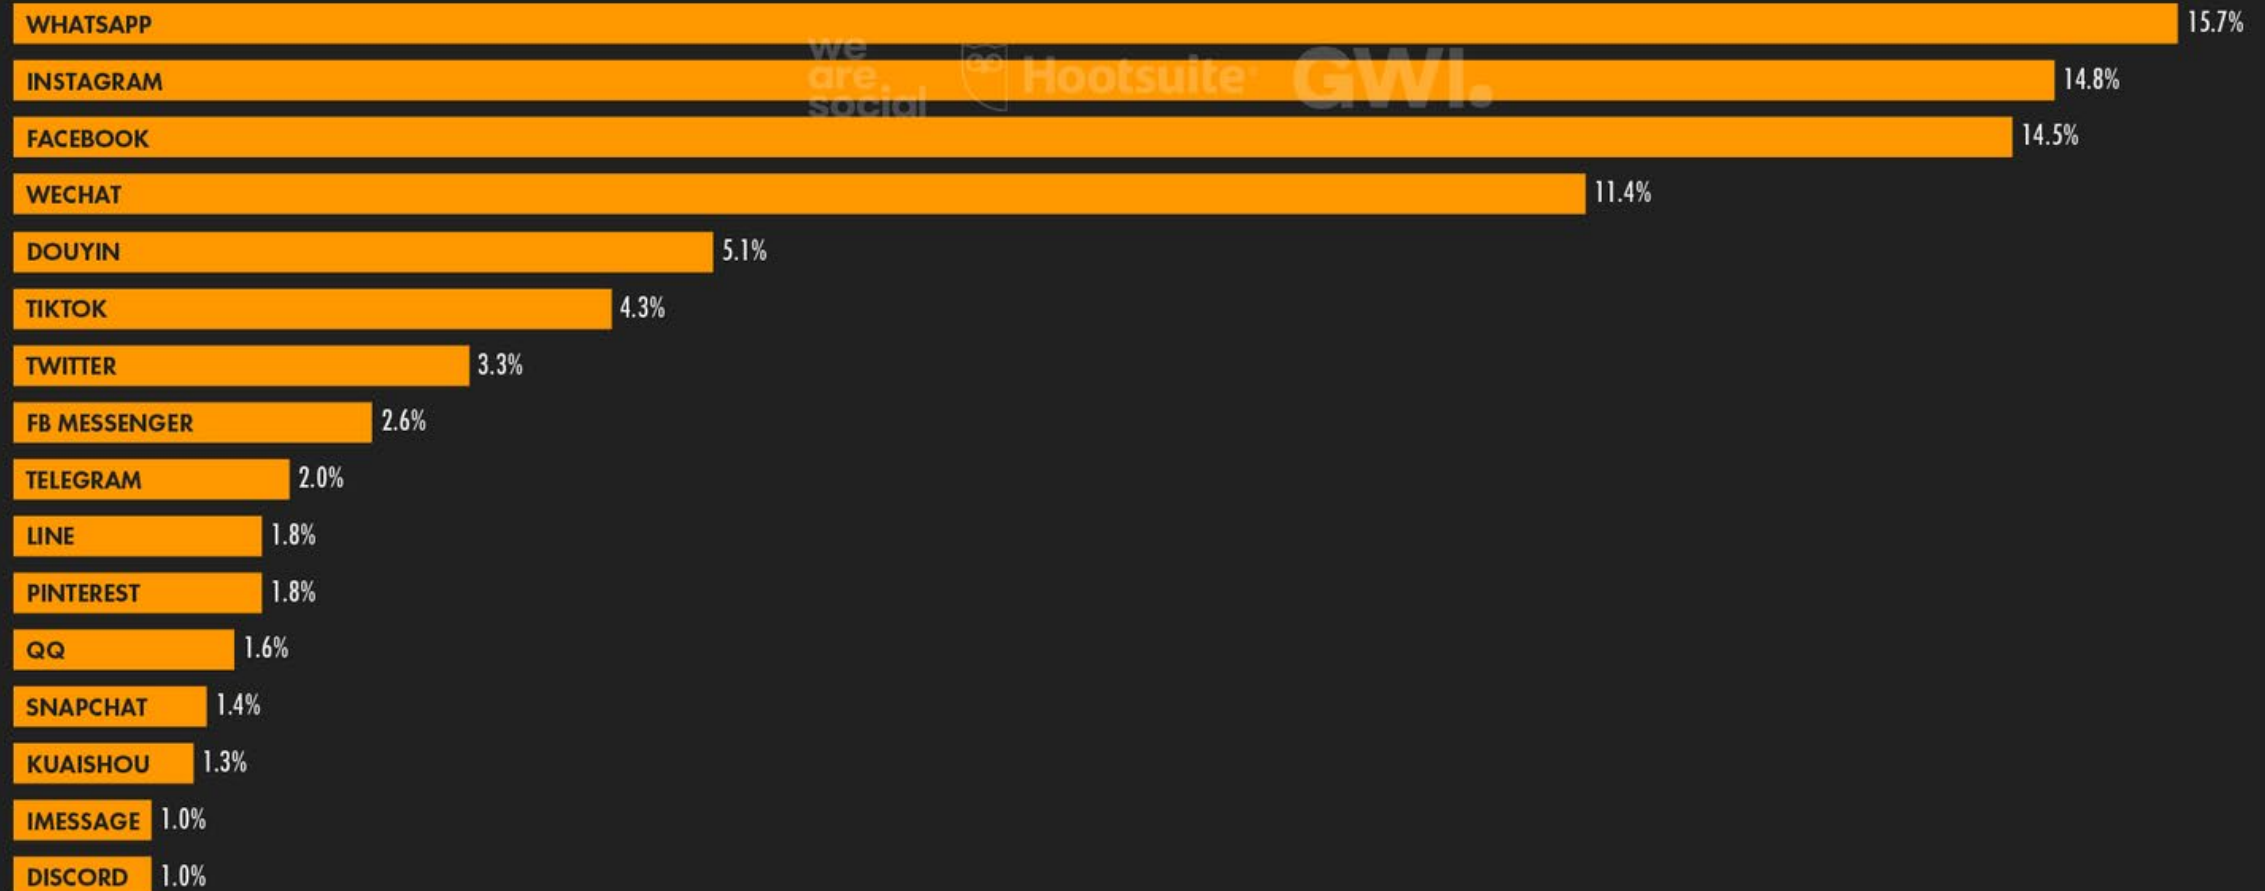 WHATSAPP 15.7%
we are social Hootsuite GWI.
INSTAGRAM 14.8%
FACEBOOK 14.5%
WECHAT 11.4%
DOUYIN 5.1%
TIKTOK 4.3%
TWITTER 3.3%
FB MESSENGER 2.6%
TELEGRAM 2.0%
LINE 1.8%
PINTEREST 1.8%
QQ 1.6%
SNAPCHAT 1.4%
KUAISHOU 1.3%
IMESSAGE 1.0%
DISCORD 1.0%